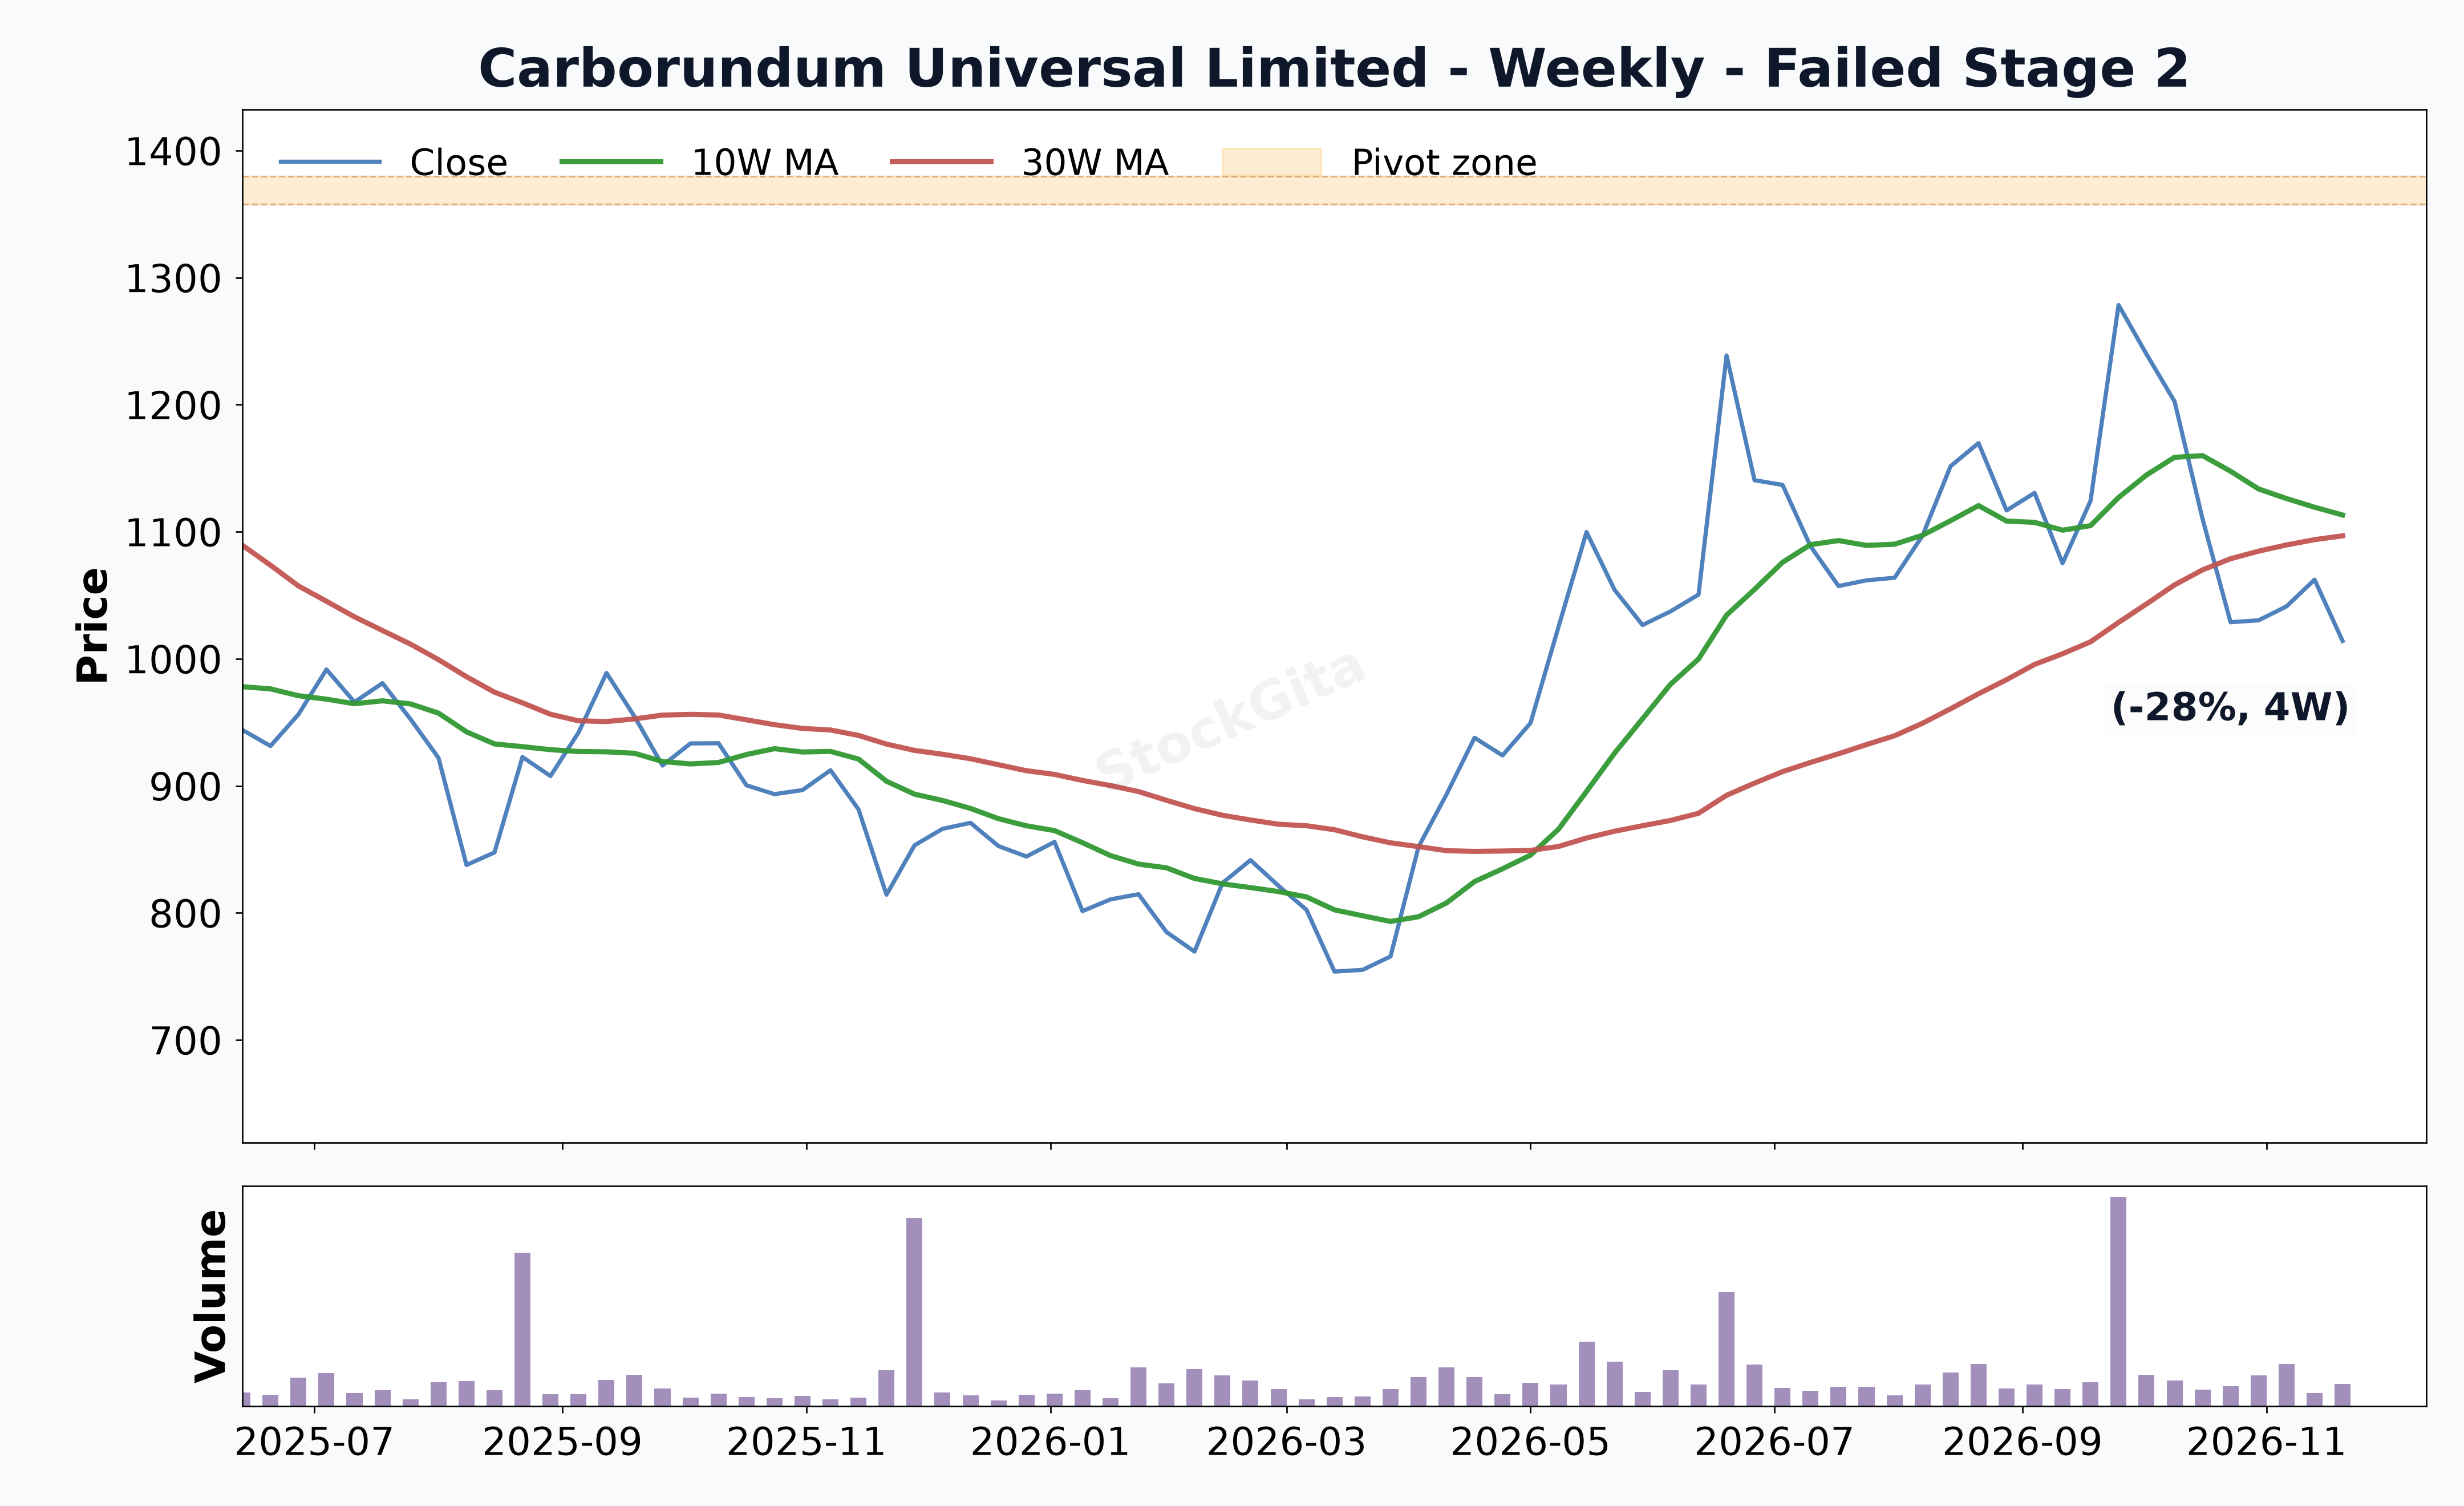 Carborundum Universal Limited - Weekly - Failed Stage 2
Close 10W MA 30W MA Pivot zone
1400
1300
1200
1100
1000
900
800
700
Price
StockGita
(-28%, 4W)
Volume
2025-07 2025-09 2025-11 2026-01 2026-03 2026-05 2026-07 2026-09 2026-11